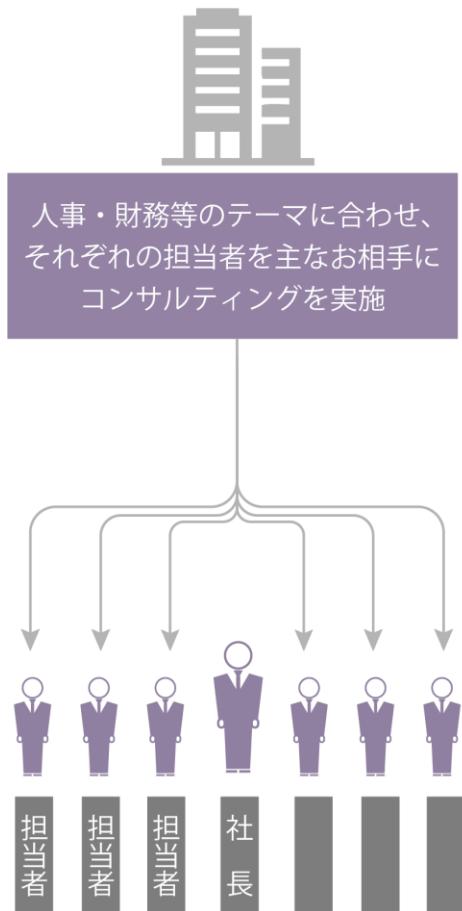 人事・財務等のテーマに合わせ、
それぞれの担当者を主なお相手に
コンサルティングを実施
担当者
担当者
担当者
社長